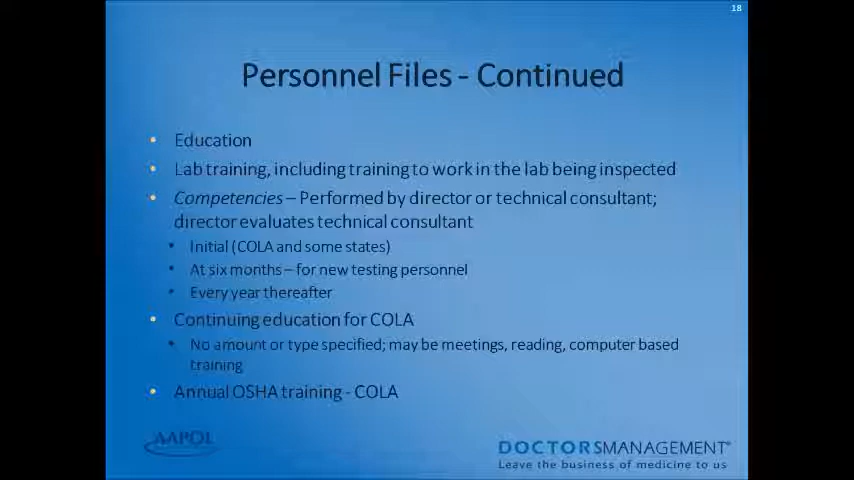 18
Personnel Files - Continued
• Education
• Lab training, including training to work in the lab being inspected
• Competencies – Performed by director or technical consultant;
director evaluates technical consultant
• Initial (COLA and some states)
• At six months – for new testing personnel
• Every year thereafter
• Continuing education for COLA
• No amount or type specified; may be meetings, reading, computer based
training
• Annual OSHA training - COLA
AAPOL
DOCTORSMANAGEMENT®
Leave the business of medicine to us